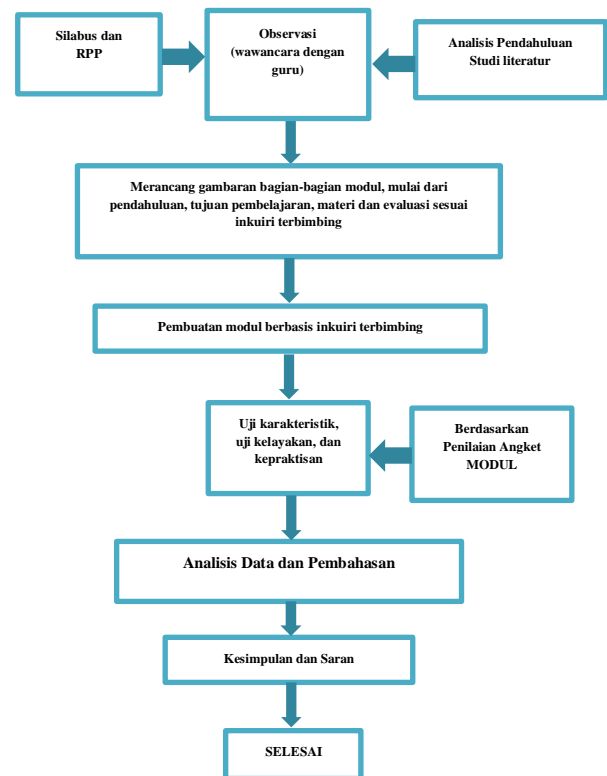 Silabus dan
RPP
Observasi
(wawancara dengan
guru)
Analisis Pendahuluan
Studi literatur
Merancang gambaran bagian-bagian modul, mulai dari
pendahuluan, tujuan pembelajaran, materi dan evaluasi sesuai
inkuiri terbimbing
Pembuatan modul berbasis inkuiri terbimbing
Uji karakteristik,
uji kelayakan, dan
kepraktisan
Berdasarkan
Penilaian Angket
MODUL
Analisis Data dan Pembahasan
Kesimpulan dan Saran
SELESAI